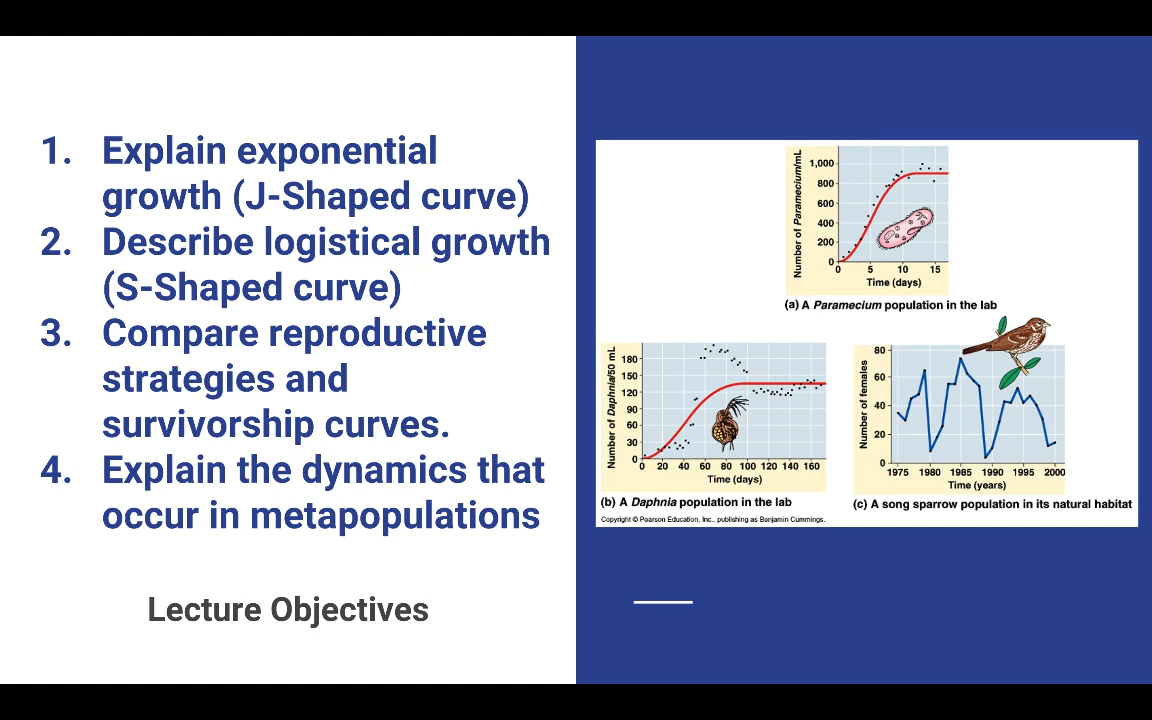 1. Explain exponential
growth (J-Shaped curve)
2. Describe logistical growth
(S-Shaped curve)
3. Compare reproductive
strategies and
survivorship curves.
4. Explain the dynamics that
occur in metapopulations
Lecture Objectives
Number of Paramecium/mL
1,000
800
600
400
200
0
0 5 10 15
Time (days)
(a) A Paramecium population in the lab
Number of Daphnia/50 mL
180
150
120
90
60
30
0
0 20 40 60 80 100 120 140 160
Time (days)
(b) A Daphnia population in the lab
Copyright © Pearson Education, Inc., publishing as Benjamin Cummings.
Number of females
80
60
40
20
0
1975 1980 1985 1990 1995 2000
Time (years)
(c) A song sparrow population in its natural habitat